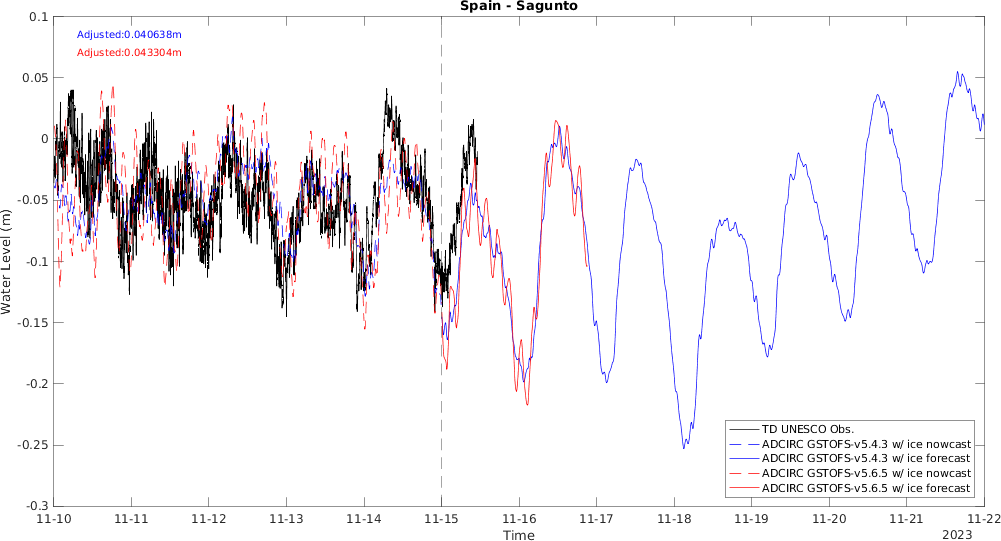 Spain - Sagunto
Adjusted:0.040638m
Adjusted:0.043304m
Water Level (m)
0.1
0.05
0
-0.05
-0.1
-0.15
-0.2
-0.25
-0.3
TD UNESCO Obs.
ADCIRC GSTOFS-v5.4.3 w/ ice nowcast
ADCIRC GSTOFS-v5.4.3 w/ ice forecast
ADCIRC GSTOFS-v5.6.5 w/ ice nowcast
ADCIRC GSTOFS-v5.6.5 w/ ice forecast
11-10 11-11 11-12 11-13 11-14 11-15 11-16 11-17 11-18 11-19 11-20 11-21 11-22
Time
2023